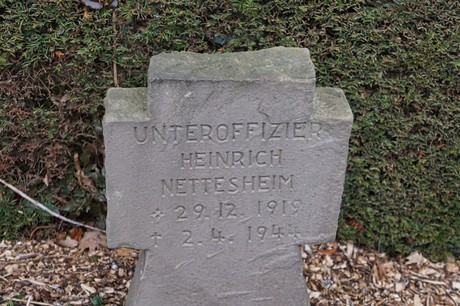 UNTEROFFIZIER
HEINRICH
NETTESHEIM
* 29. 12. 1919
† 2. 4. 1944